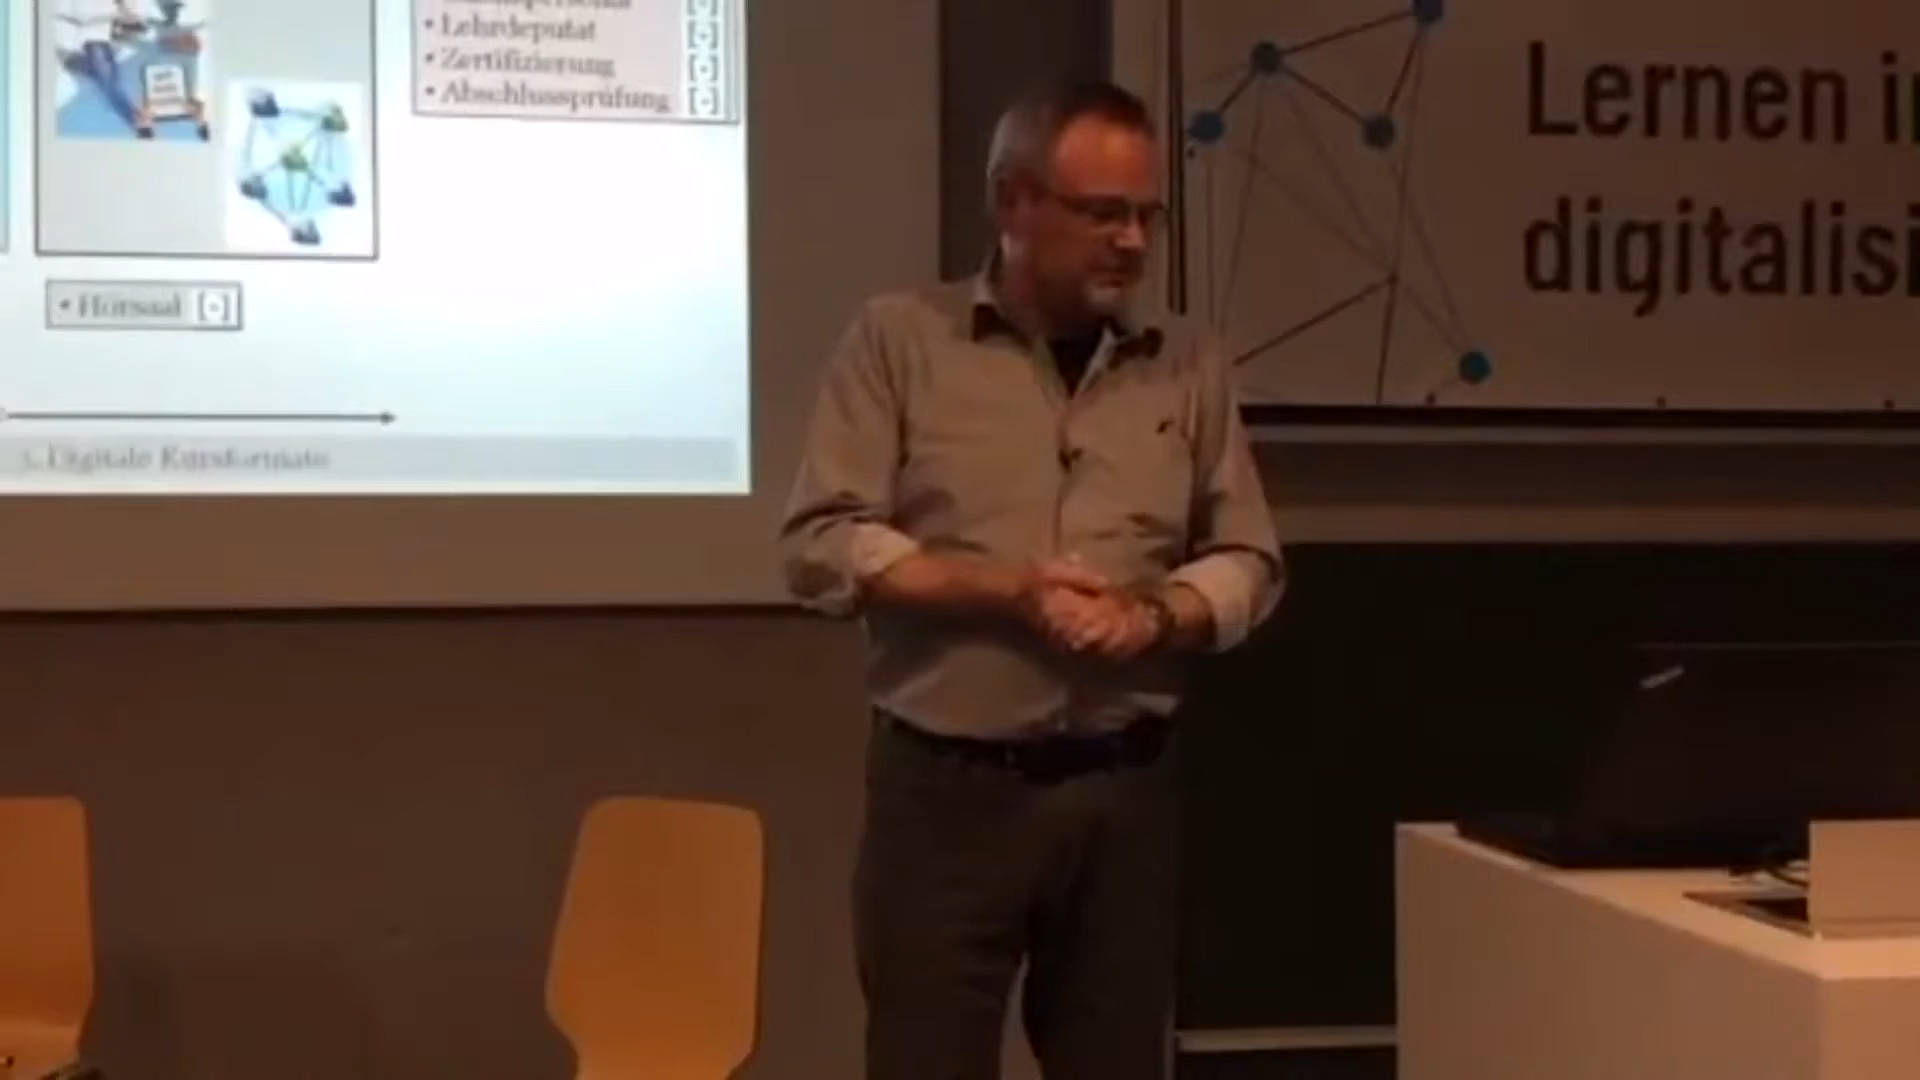 • Lehrdeputat
• Zertifizierung
• Abschlussprüfung [-]
• Hörsaal [-]
Digitale Kursformate
Lernen i
digitalisi